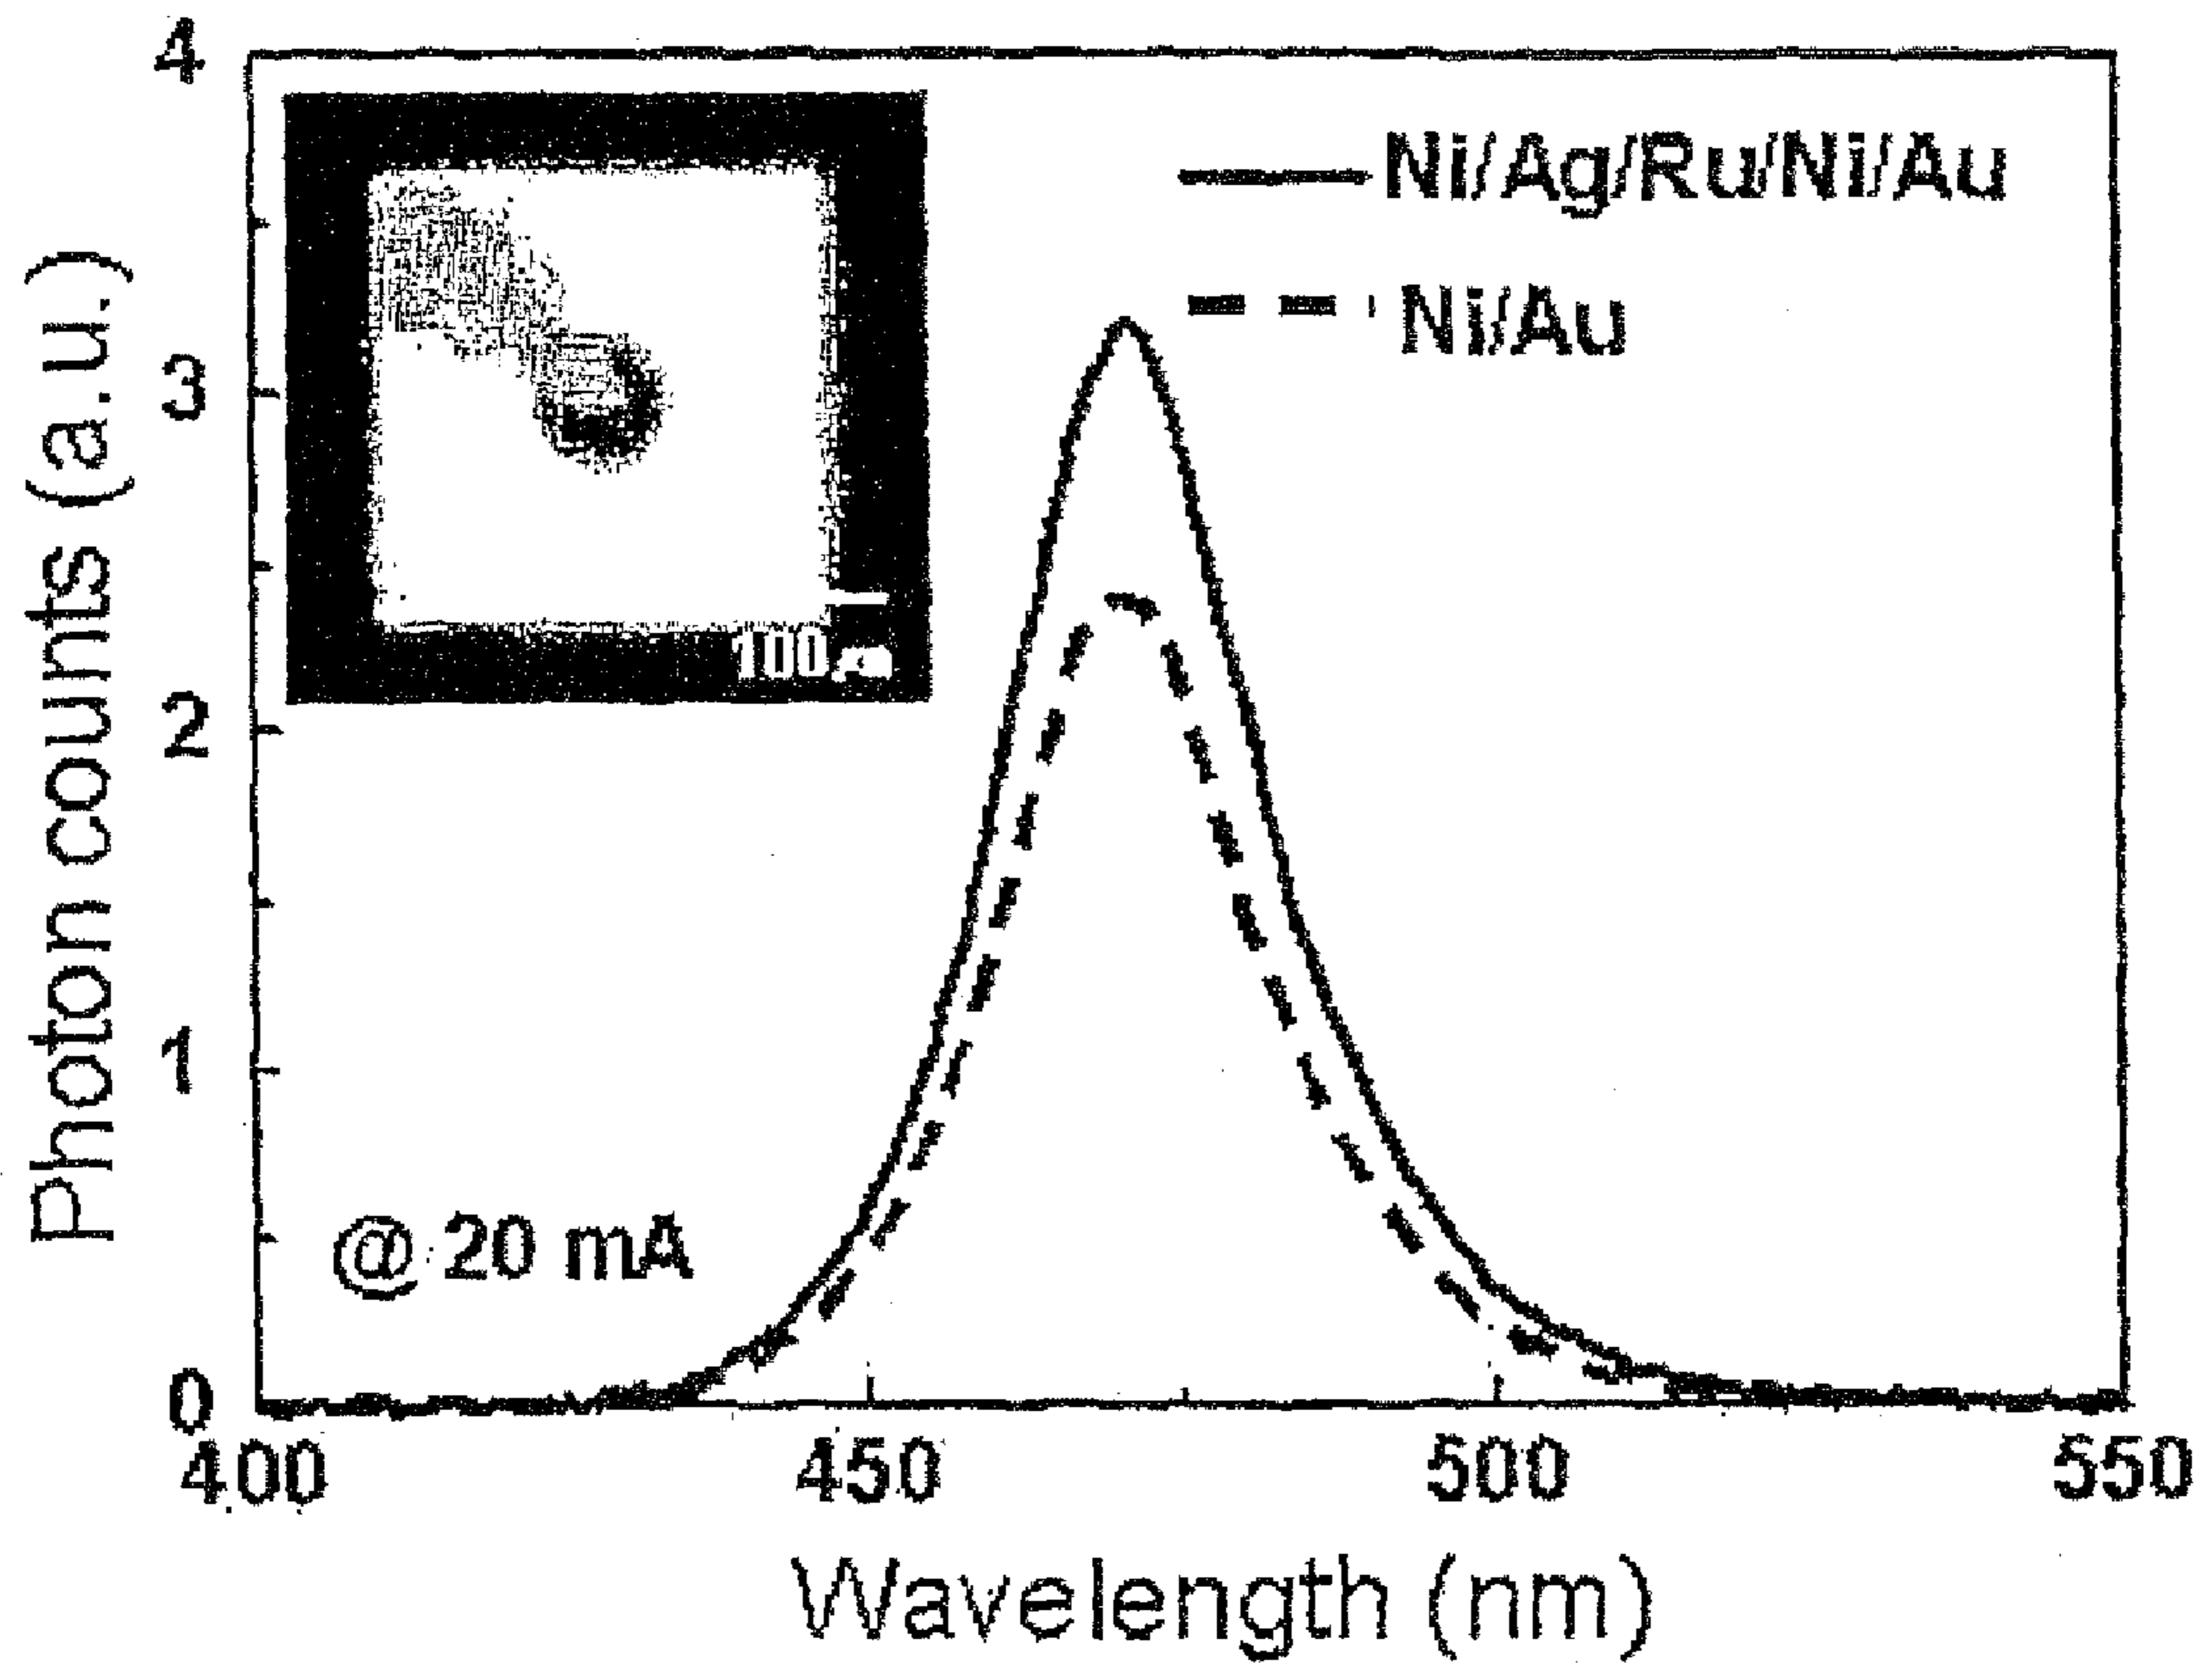 4
3
2
1
0
Photon counts (a.u.)
Ni/Ag/Ru/Ni/Au
Ni/Au
100
@ 20 mA
400 450 500 550
Wavelength (nm)